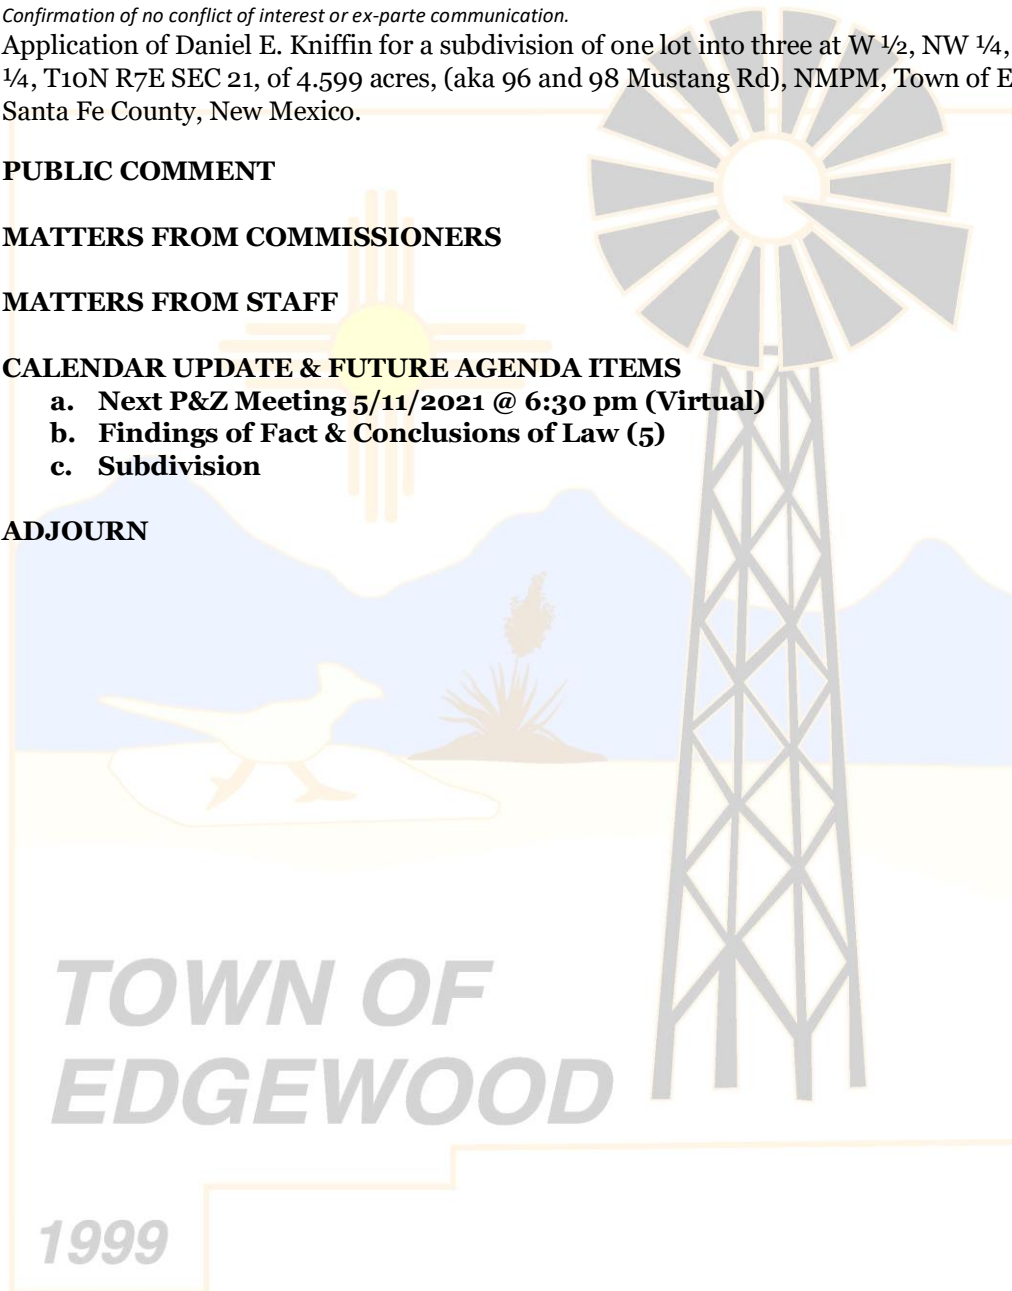 Confirmation of no conflict of interest or ex-parte communication.
Application of Daniel E. Kniffin for a subdivision of one lot into three at W ½, NW ¼,
¼, T10N R7E SEC 21, of 4.599 acres, (aka 96 and 98 Mustang Rd), NMPM, Town of E
Santa Fe County, New Mexico.
PUBLIC COMMENT
MATTERS FROM COMMISSIONERS
MATTERS FROM STAFF
CALENDAR UPDATE & FUTURE AGENDA ITEMS
a. Next P&Z Meeting 5/11/2021 @ 6:30 pm (Virtual)
b. Findings of Fact & Conclusions of Law (5)
c. Subdivision
ADJOURN
TOWN OF
EDGEWOOD
1999